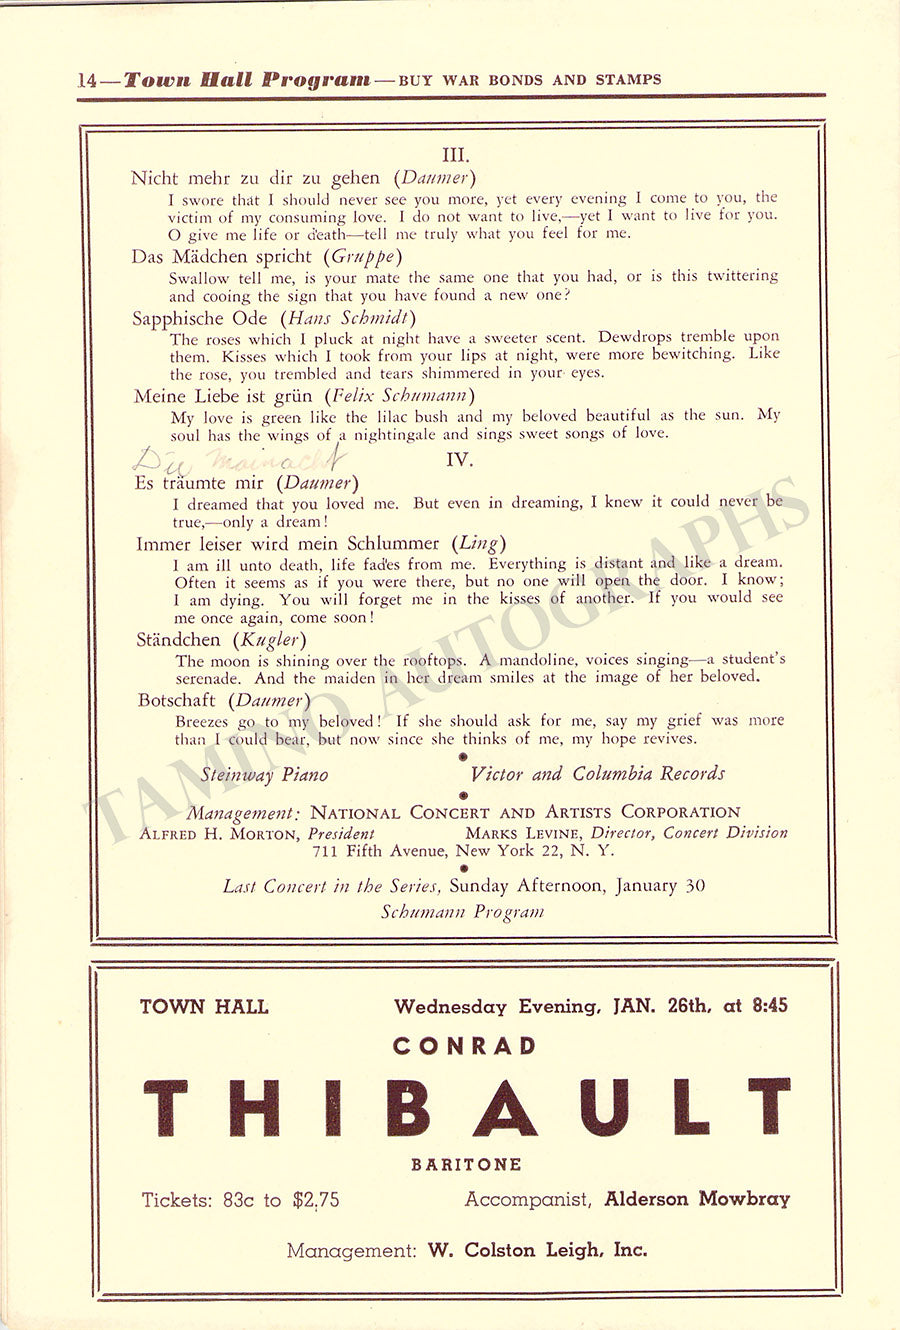 14—Town Hall Program—BUY WAR BONDS AND STAMPS
III.
Nicht mehr zu dir zu gehen (Daumer)
I swore that I should never see you more, yet every evening I come to you, the
victim of my consuming love. I do not want to live,—yet I want to live for you.
O give me life or death—tell me truly what you feel for me.
Das Mädchen spricht (Gruppe)
Swallow tell me, is your mate the same one that you had, or is this twittering
and cooing the sign that you have found a new one?
Sapphische Ode (Hans Schmidt)
The roses which I pluck at night have a sweeter scent. Dewdrops tremble upon
them. Kisses which I took from your lips at night, were more bewitching. Like
the rose, you trembled and tears shimmered in your eyes.
Meine Liebe ist grün (Felix Schumann)
My love is green like the lilac bush and my beloved beautiful as the sun. My
soul has the wings of a nightingale and sings sweet songs of love.
Die Mainacht
IV.
Es träumte mir (Daumer)
I dreamed that you loved me. But even in dreaming, I knew it could never be
true,—only a dream!
Immer leiser wird mein Schlummer (Ling)
I am ill unto death, life fades from me. Everything is distant and like a dream.
Often it seems as if you were there, but no one will open the door. I know;
I am dying. You will forget me in the kisses of another. If you would see
me once again, come soon!
Ständchen (Kugler)
The moon is shining over the rooftops. A mandoline, voices singing—a student's
serenade. And the maiden in her dream smiles at the image of her beloved.
Botschaft (Daumer)
Breezes go to my beloved! If she should ask for me, say my grief was more
than I could bear, but now since she thinks of me, my hope revives.
Steinway Piano Victor and Columbia Records
Management: NATIONAL CONCERT AND ARTISTS CORPORATION
ALFRED H. MORTON, President MARKS LEVINE, Director, Concert Division
711 Fifth Avenue, New York 22, N. Y.
Last Concert in the Series, Sunday Afternoon, January 30
Schumann Program
TAMINO AUTOGRAPHS
TOWN HALL Wednesday Evening, JAN. 26th, at 8:45
CONRAD
THIBAULT
BARITONE
Tickets: 83c to $2.75 Accompanist, Alderson Mowbray
Management: W. Colston Leigh, Inc.